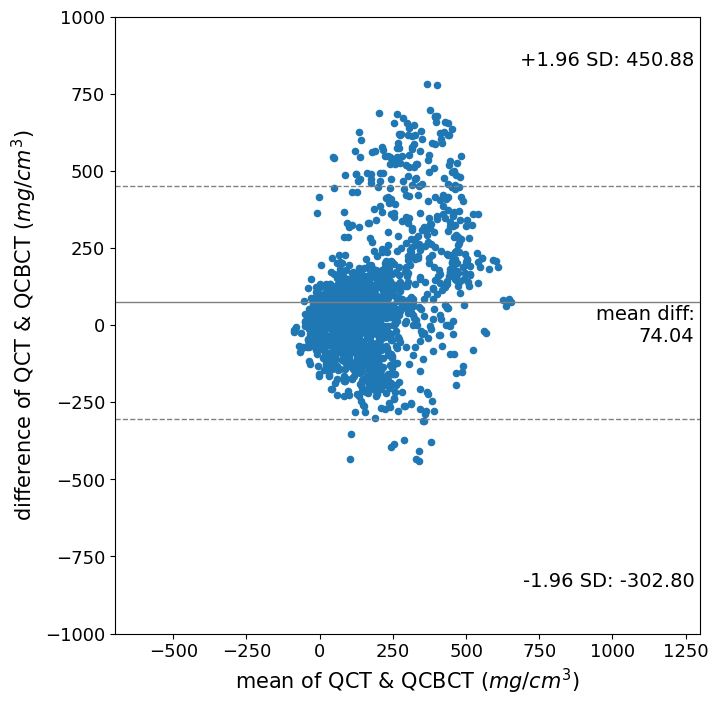 1000
750
500
250
0
−250
−500
−750
−1000
difference of QCT & QCBCT (mg/cm³)
+1.96 SD: 450.88
mean diff:
74.04
-1.96 SD: -302.80
−500 −250 0 250 500 750 1000 1250
mean of QCT & QCBCT (mg/cm³)